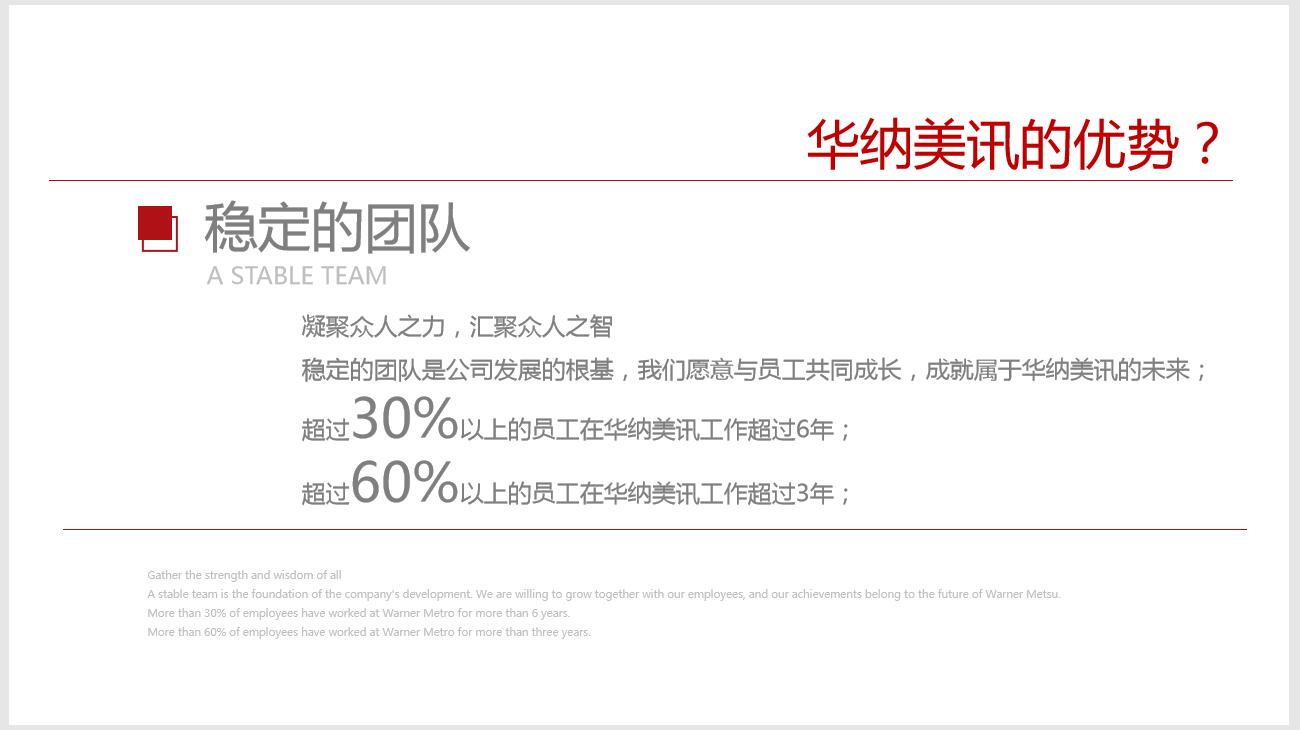 华纳美讯的优势？
稳定的团队
A STABLE TEAM
凝聚众人之力，汇聚众人之智
稳定的团队是公司发展的根基，我们愿意与员工共同成长，成就属于华纳美讯的未来；
超过30%以上的员工在华纳美讯工作超过6年；
超过60%以上的员工在华纳美讯工作超过3年；
Gather the strength and wisdom of all
A stable team is the foundation of the company's development. We are willing to grow together with our employees, and our achievements belong to the future of Warner Metsu.
More than 30% of employees have worked at Warner Metro for more than 6 years.
More than 60% of employees have worked at Warner Metro for more than three years.